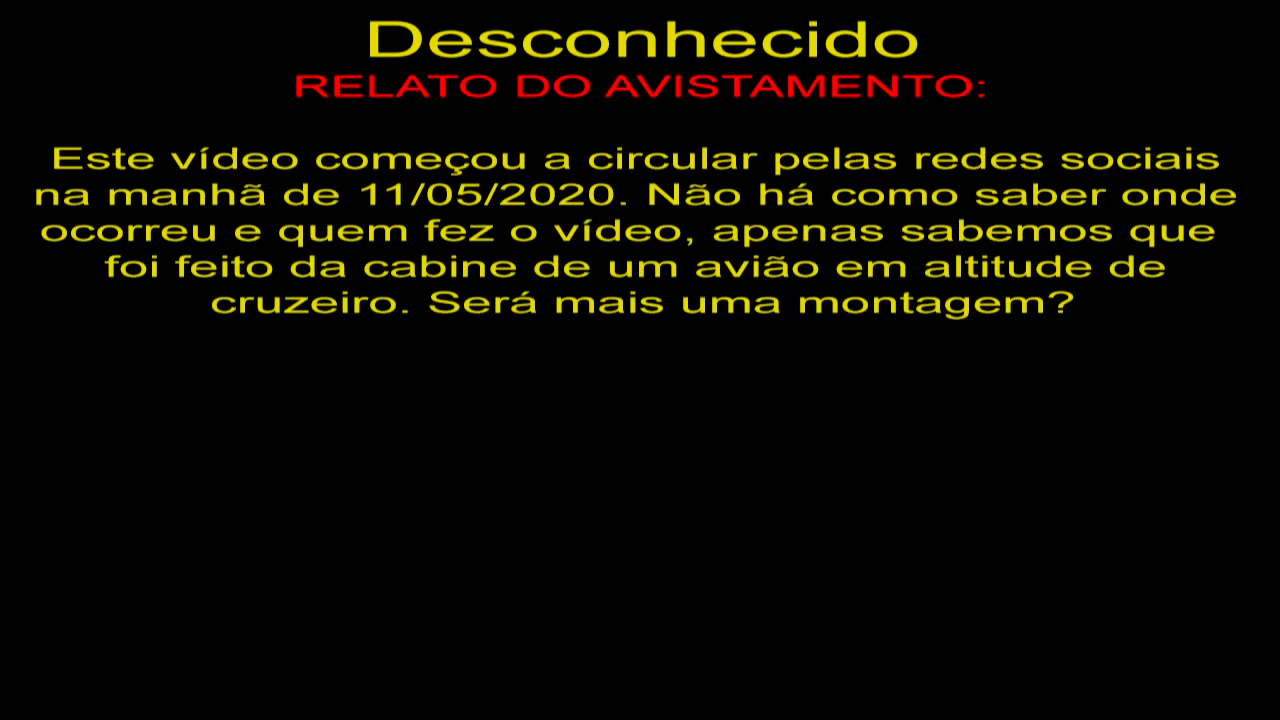 Desconhecido
RELATO DO AVISTAMENTO:
Este vídeo começou a circular pelas redes sociais
na manhã de 11/05/2020. Não há como saber onde
ocorreu e quem fez o vídeo, apenas sabemos que
foi feito da cabine de um avião em altitude de
cruzeiro. Será mais uma montagem?